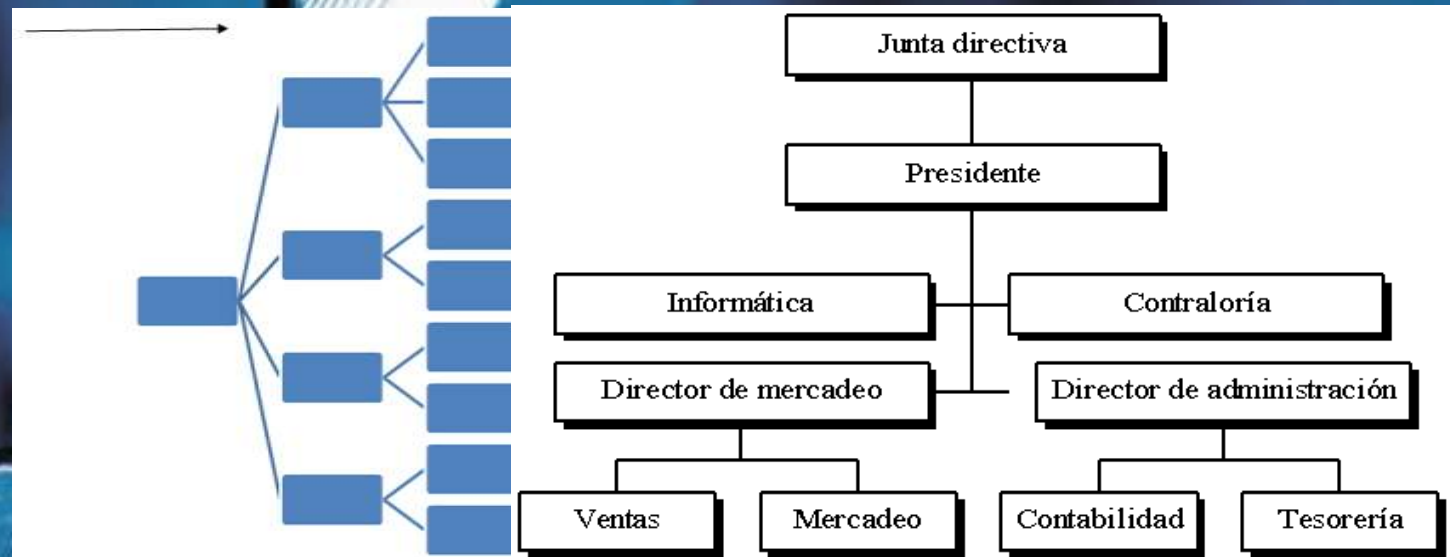 Junta directiva
Presidente
Informática
Contraloría
Director de mercadeo
Director de administración
Ventas
Mercadeo
Contabilidad
Tesorería